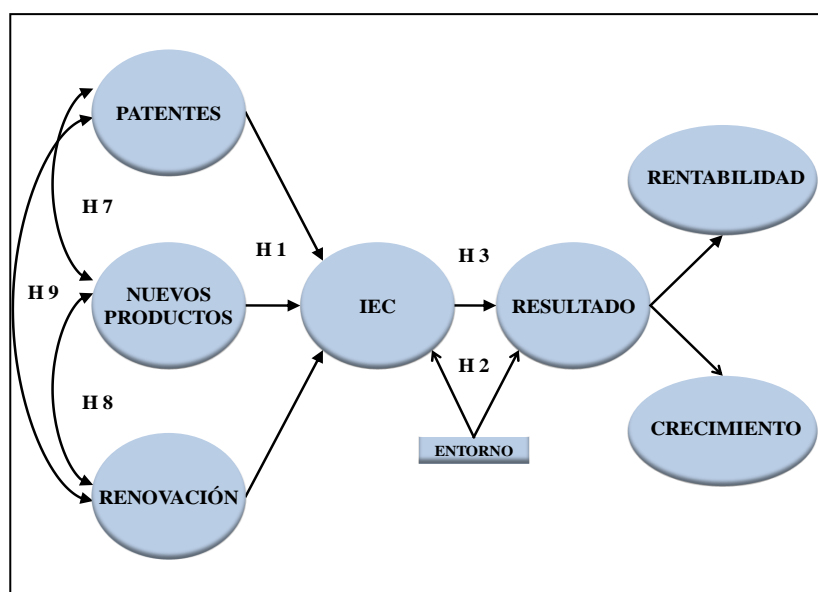 PATENTES
RENTABILIDAD
H 7
H 1
H 3
H 9
NUEVOS
PRODUCTOS
IEC
RESULTADO
H 2
H 8
ENTORNO
CRECIMIENTO
RENOVACIÓN